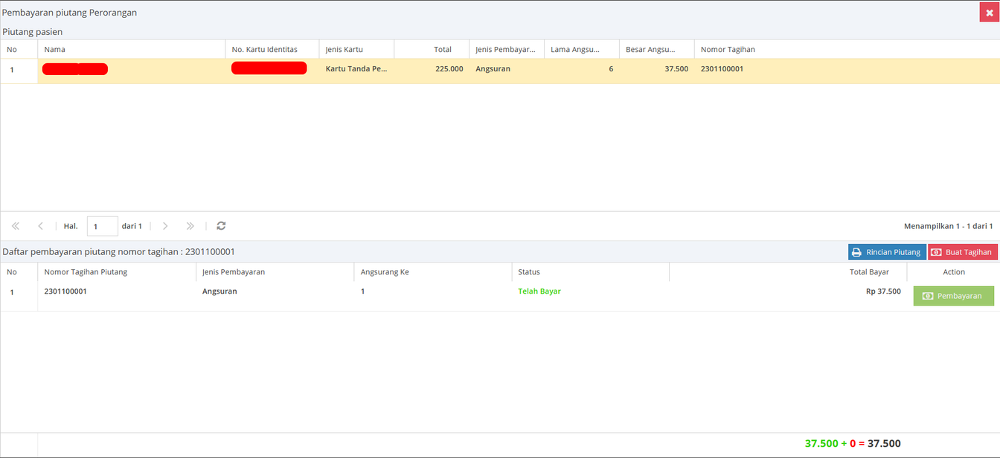 Pembayaran piutang Perorangan
Piutang pasien
No Nama No. Kartu Identitas Jenis Kartu Total Jenis Pembayar... Lama Angsu... Besar Angsu... Nomor Tagihan
1 Kartu Tanda Pe... 225.000 Angsuran 6 37.500 2301100001
Hal. 1 dari 1 Menampilkan 1 - 1 dari 1
Daftar pembayaran piutang nomor tagihan : 2301100001 Rincian Piutang Buat Tagihan
No Nomor Tagihan Piutang Jenis Pembayaran Angsurang Ke Status Total Bayar Action
1 2301100001 Angsuran 1 Telah Bayar Rp 37.500 Pembayaran
37.500 + 0 = 37.500